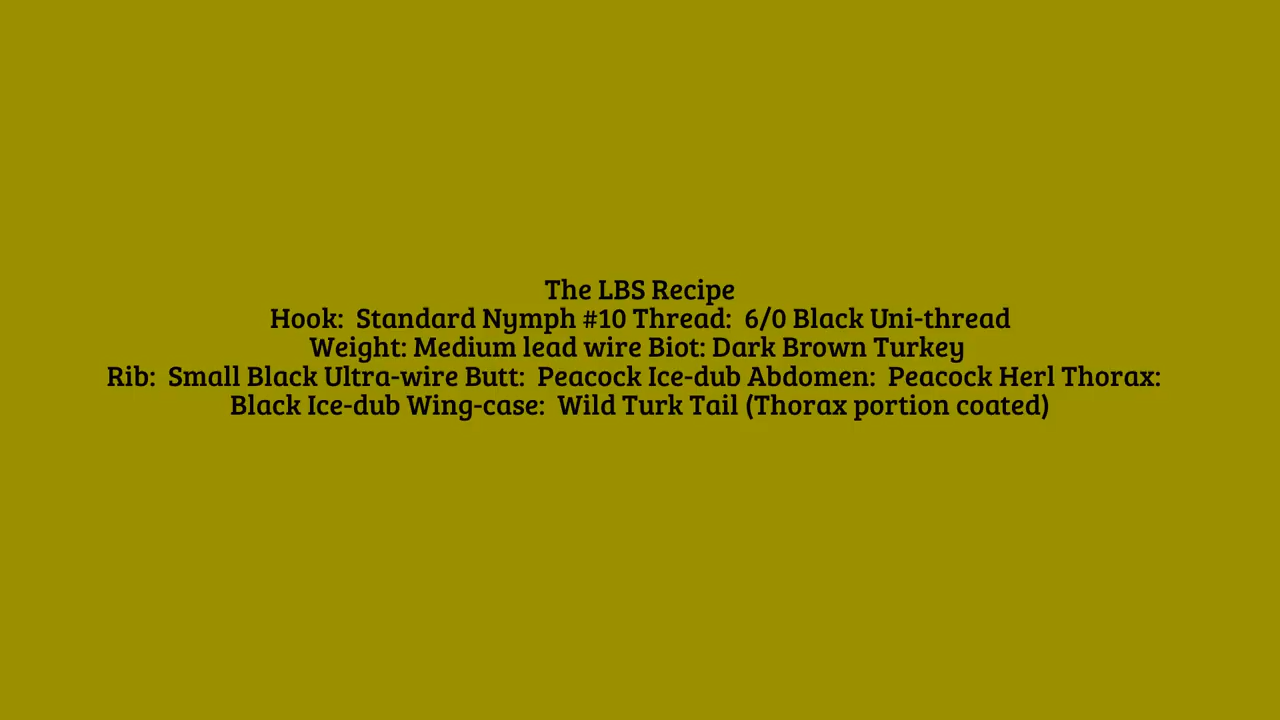 The LBS Recipe
Hook:  Standard Nymph #10 Thread:  6/0 Black Uni-thread
Weight: Medium lead wire Biot: Dark Brown Turkey
Rib:  Small Black Ultra-wire Butt:  Peacock Ice-dub Abdomen:  Peacock Herl Thorax:
Black Ice-dub Wing-case:  Wild Turk Tail (Thorax portion coated)